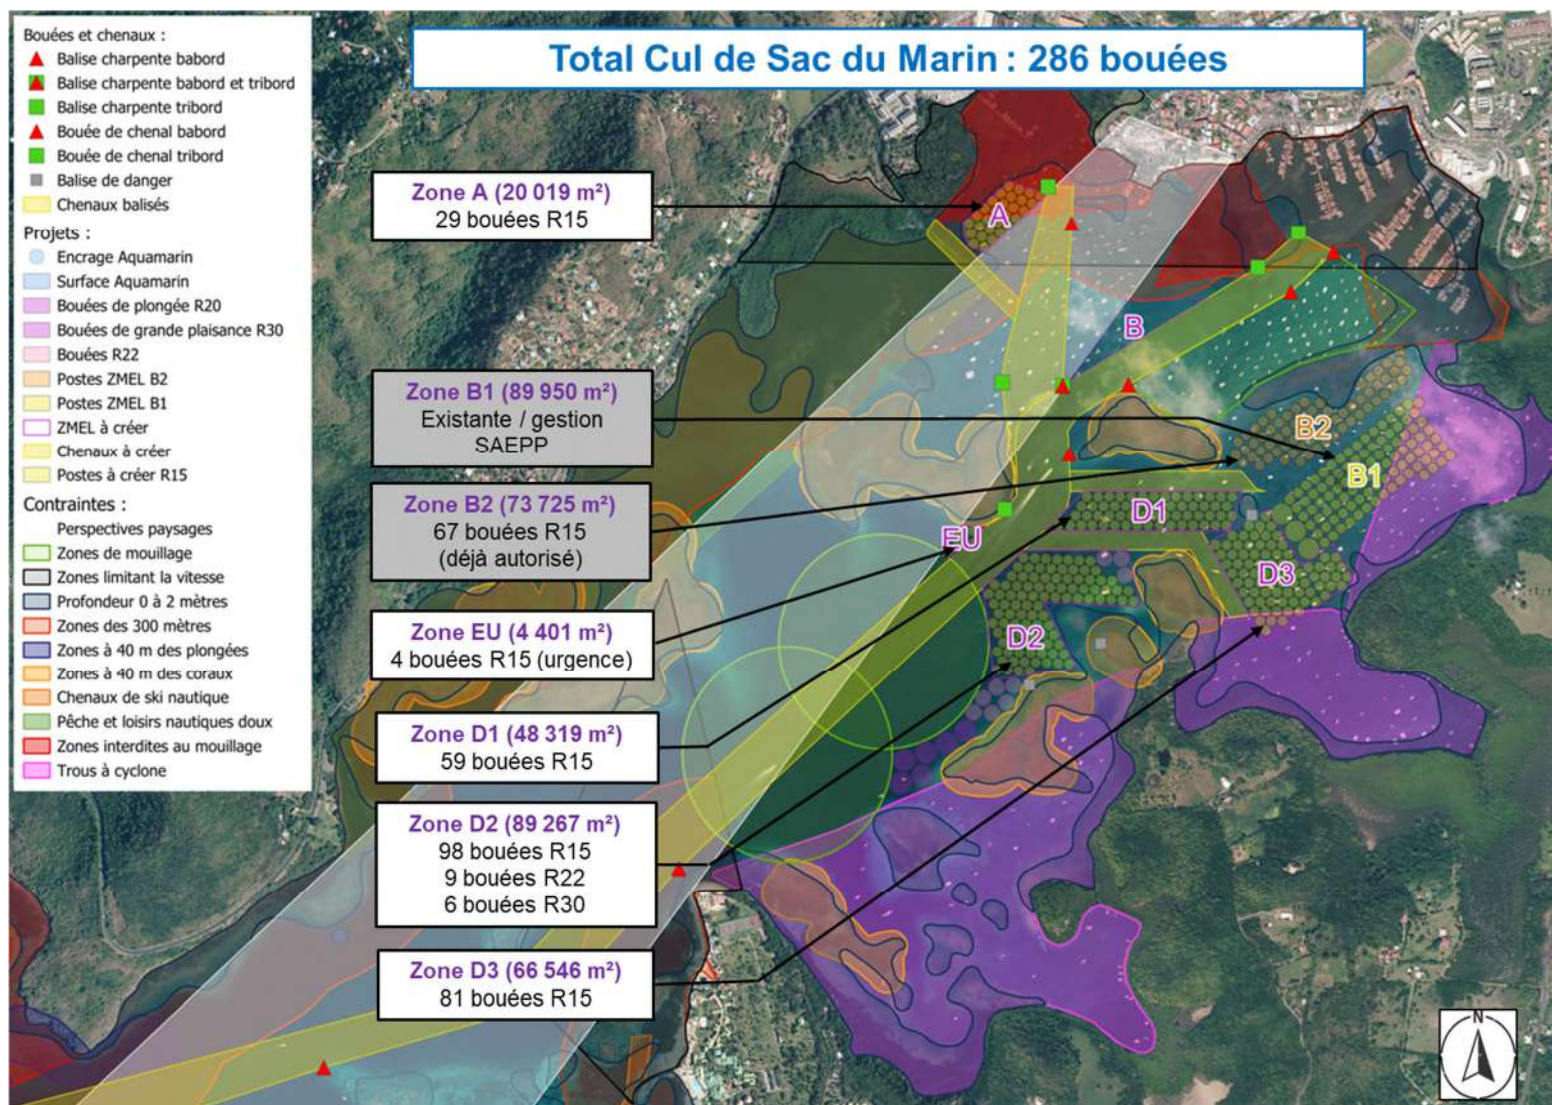 Total Cul de Sac du Marin : 286 bouées
Bouées et chenaux :
Balise charpente babord
Balise charpente babord et tribord
Balise charpente tribord
Bouée de chenal babord
Bouée de chenal tribord
Balise de danger
Chenaux balisés
Projets :
Encrage Aquamarin
Surface Aquamarin
Bouées de plongée R20
Bouées de grande plaisance R30
Bouées R22
Postes ZMEL B2
Postes ZMEL B1
ZMEL à créer
Chenaux à créer
Postes à créer R15
Contraintes :
Perspectives paysages
Zones de mouillage
Zones limitant la vitesse
Profondeur 0 à 2 mètres
Zones des 300 mètres
Zones à 40 m des plongées
Zones à 40 m des coraux
Chenaux de ski nautique
Pêche et loisirs nautiques doux
Zones interdites au mouillage
Trous à cyclone
Zone A (20 019 m²)
29 bouées R15
Zone B1 (89 950 m²)
Existante / gestion
SAEPP
Zone B2 (73 725 m²)
67 bouées R15
(déjà autorisé)
Zone EU (4 401 m²)
4 bouées R15 (urgence)
Zone D1 (48 319 m²)
59 bouées R15
Zone D2 (89 267 m²)
98 bouées R15
9 bouées R22
6 bouées R30
Zone D3 (66 546 m²)
81 bouées R15
A
B
B2
B1
D1
EU
D3
D2
N